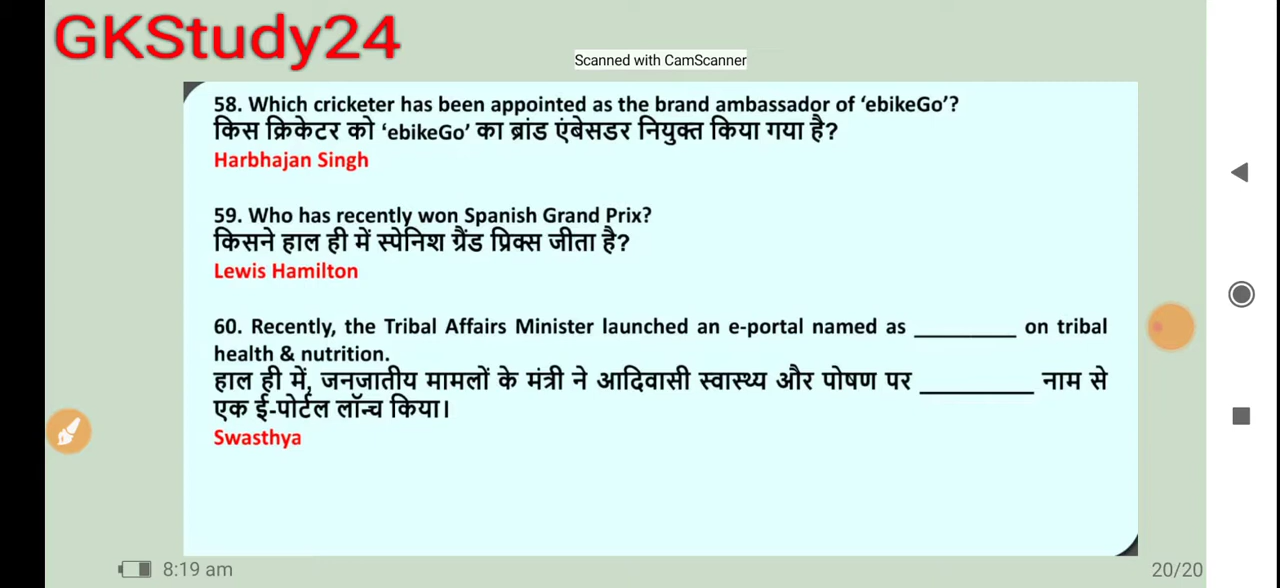 GKStudy24
Scanned with CamScanner
58. Which cricketer has been appointed as the brand ambassador of ‘ebikeGo’?
किस क्रिकेटर को ‘ebikeGo’ का ब्रांड एंबेसडर नियुक्त किया गया है?
Harbhajan Singh
59. Who has recently won Spanish Grand Prix?
किसने हाल ही में स्पेनिश ग्रैंड प्रिक्स जीता है?
Lewis Hamilton
60. Recently, the Tribal Affairs Minister launched an e-portal named as _________ on tribal
health & nutrition.
हाल ही में, जनजातीय मामलों के मंत्री ने आदिवासी स्वास्थ्य और पोषण पर __________ नाम से
एक ई-पोर्टल लॉन्च किया।
Swasthya
8:19 am
20/20